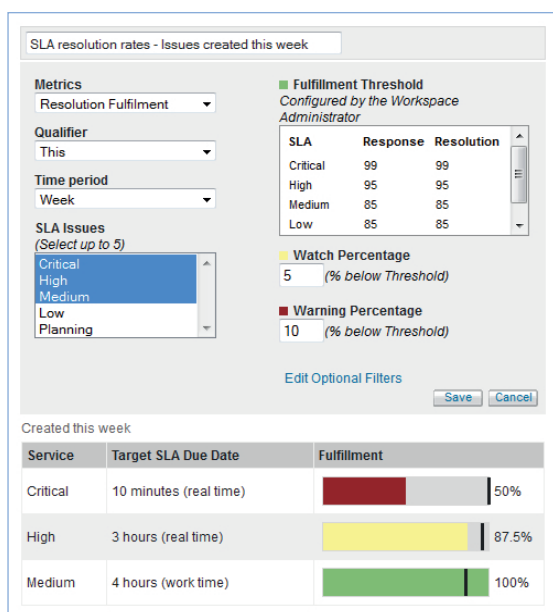 SLA resolution rates - Issues created this week
Metrics
Resolution Fulfilment
Qualifier
This
Time period
Week
SLA Issues
(Select up to 5)
Critical
High
Medium
Low
Planning
Fulfillment Threshold
Configured by the Workspace
Administrator
SLA Response Resolution
Critical 99 99
High 95 95
Medium 85 85
Low 85 85
Watch Percentage
5 (% below Threshold)
Warning Percentage
10 (% below Threshold)
Edit Optional Filters
Save Cancel
Created this week
Service Target SLA Due Date Fulfillment
Critical 10 minutes (real time) 50%
High 3 hours (real time) 87.5%
Medium 4 hours (work time) 100%